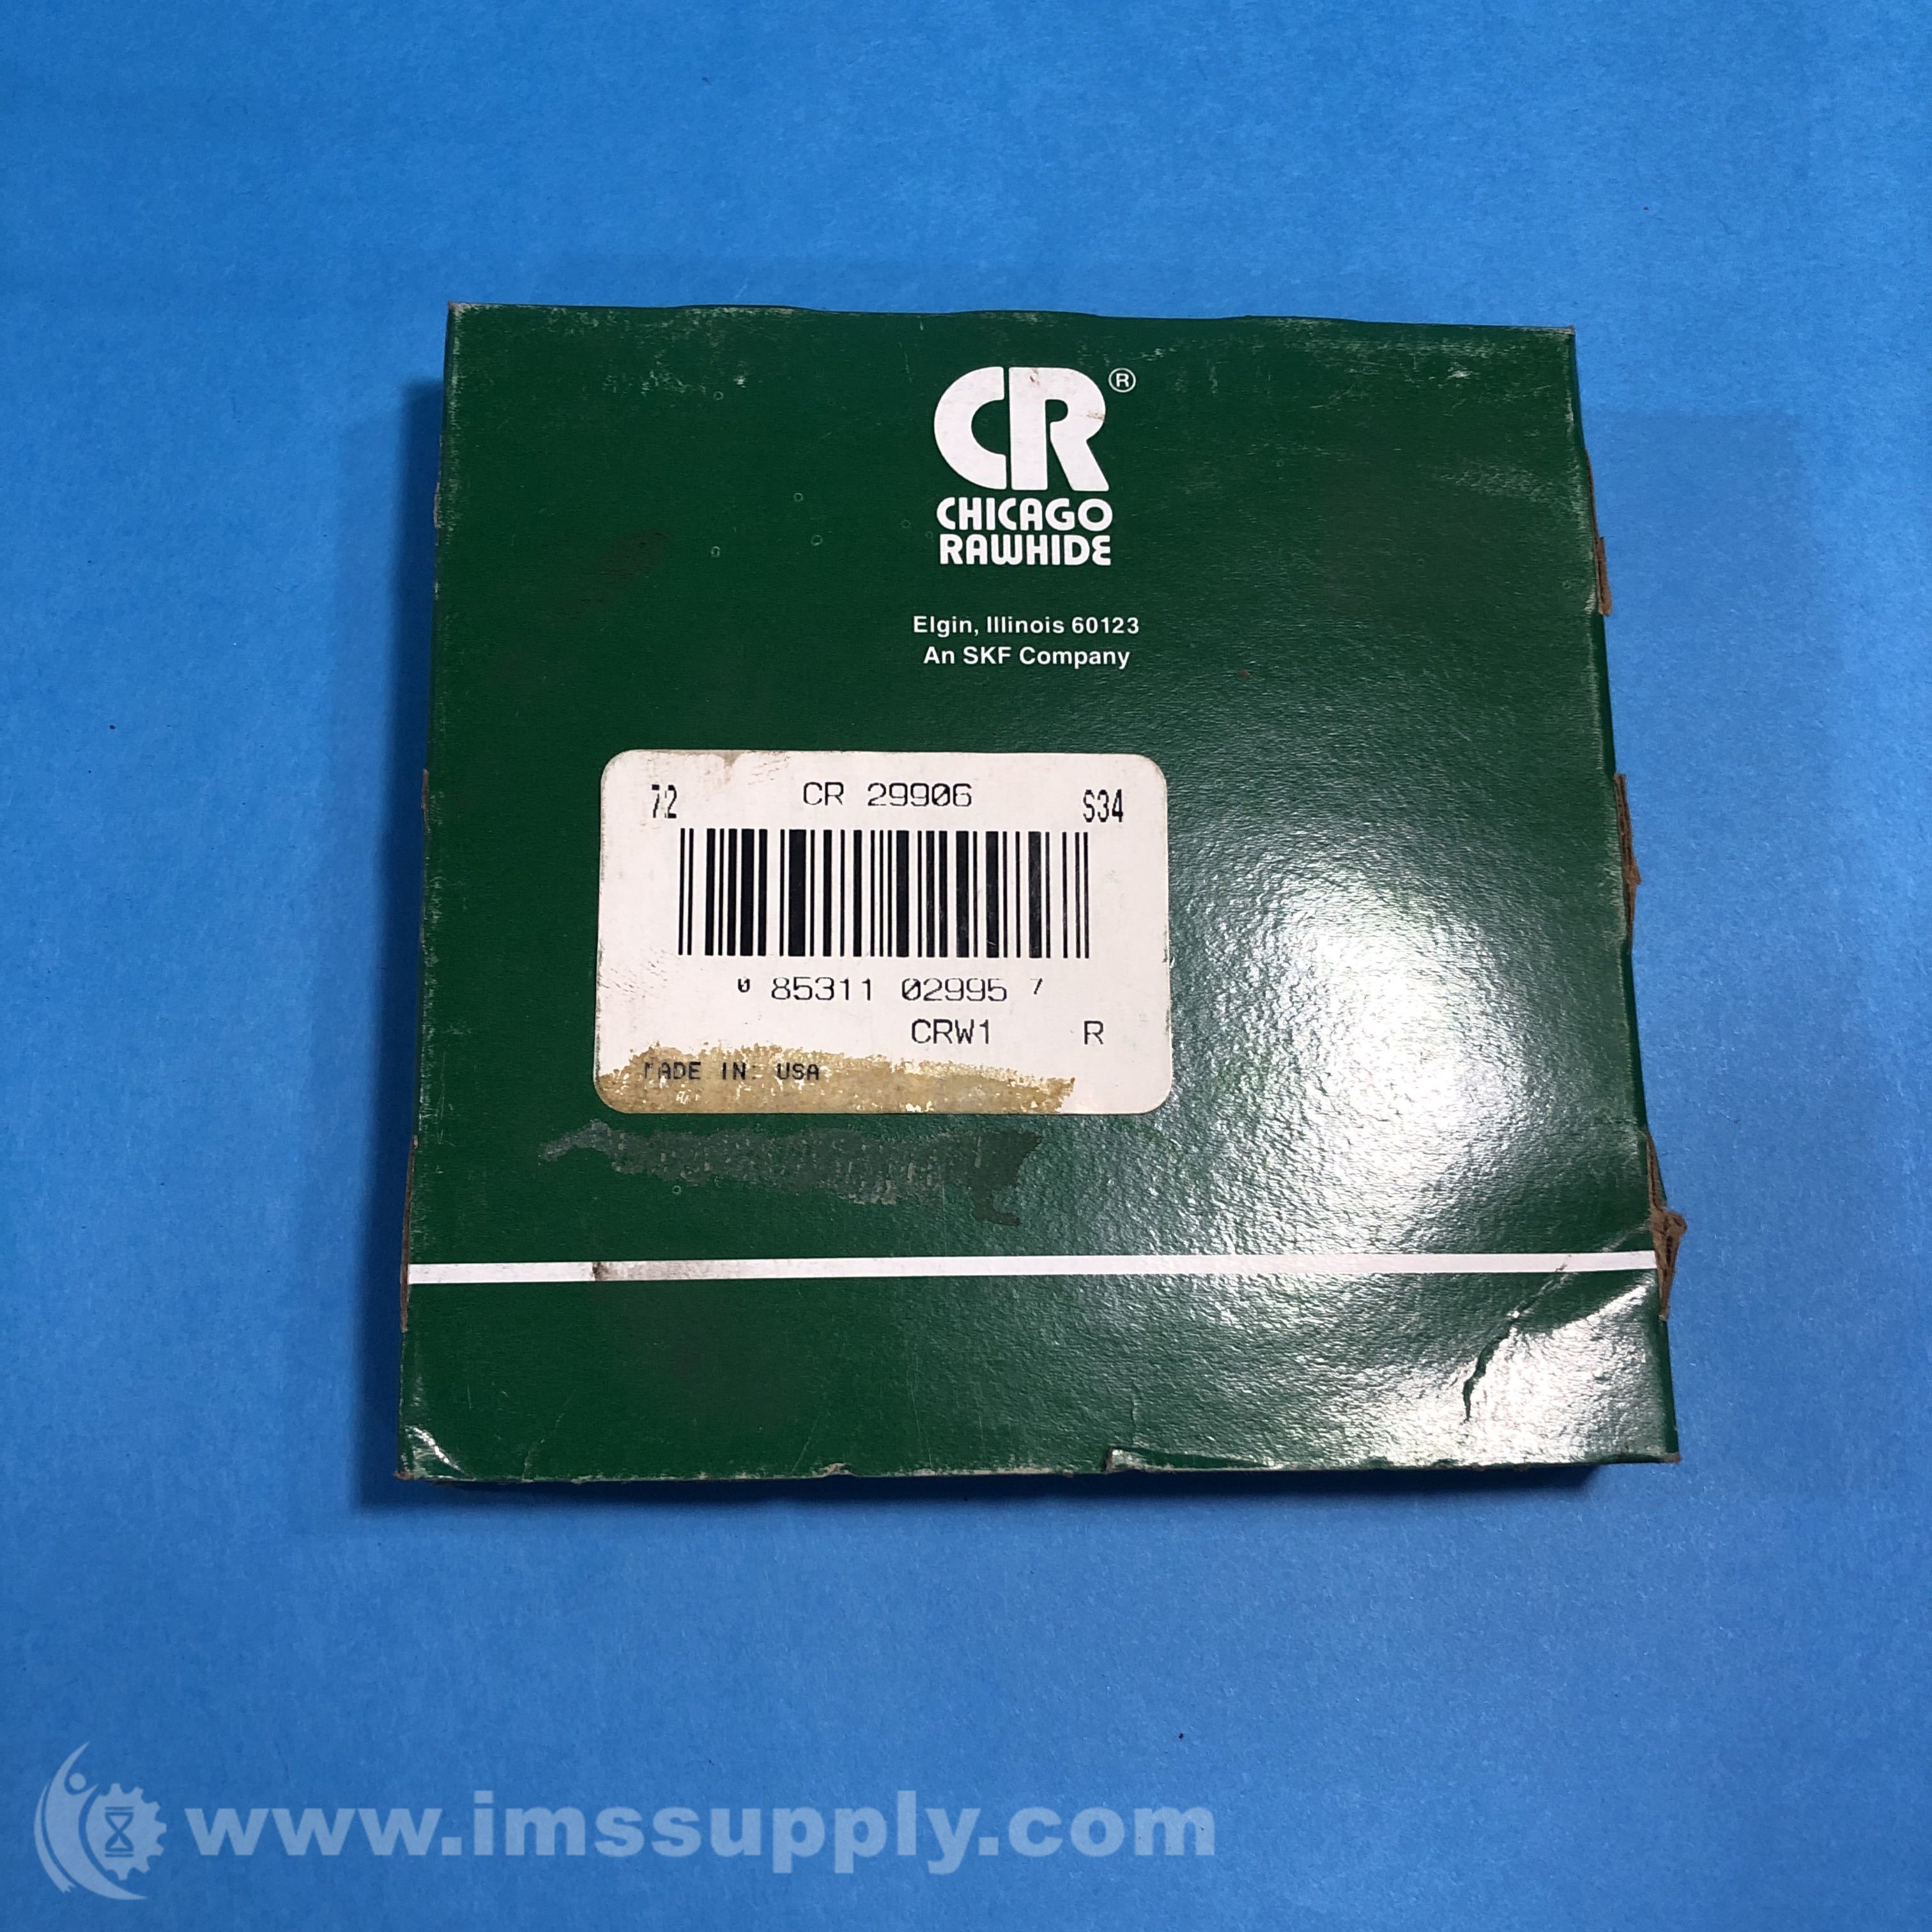 CR®
CHICAGO
RAWHIDE
Elgin, Illinois 60123
An SKF Company
72 CR 29906 S34
0 85311 02995 7
CRW1 R
MADE IN: USA
www.imssupply.com